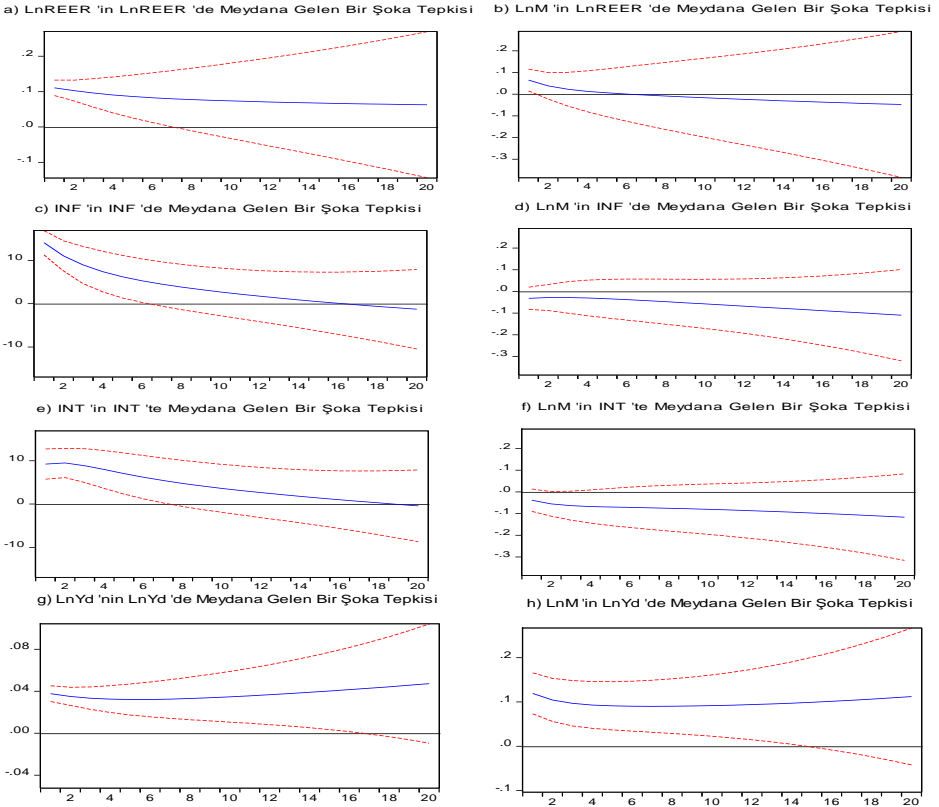 a) LnREER 'in LnREER 'de Meydana Gelen Bir Şoka Tepkisi
.2
.1
.0
-.1
2 4 6 8 10 12 14 16 18 20
b) LnM 'in LnREER 'de Meydana Gelen Bir Şoka Tepkisi
.2
.1
.0
-.1
-.2
-.3
2 4 6 8 10 12 14 16 18 20
c) INF 'in INF 'de Meydana Gelen Bir Şoka Tepkisi
10
0
-10
2 4 6 8 10 12 14 16 18 20
d) LnM 'in INF 'de Meydana Gelen Bir Şoka Tepkisi
.2
.1
.0
-.1
-.2
-.3
2 4 6 8 10 12 14 16 18 20
e) INT 'in INT 'te Meydana Gelen Bir Şoka Tepkisi
10
0
-10
2 4 6 8 10 12 14 16 18 20
f) LnM 'in INT 'te Meydana Gelen Bir Şoka Tepkisi
.2
.1
.0
-.1
-.2
-.3
2 4 6 8 10 12 14 16 18 20
g) LnYd 'nin LnYd 'de Meydana Gelen Bir Şoka Tepkisi
.08
.04
.00
-.04
2 4 6 8 10 12 14 16 18 20
h) LnM 'in LnYd 'de Meydana Gelen Bir Şoka Tepkisi
.2
.1
.0
-.1
2 4 6 8 10 12 14 16 18 20